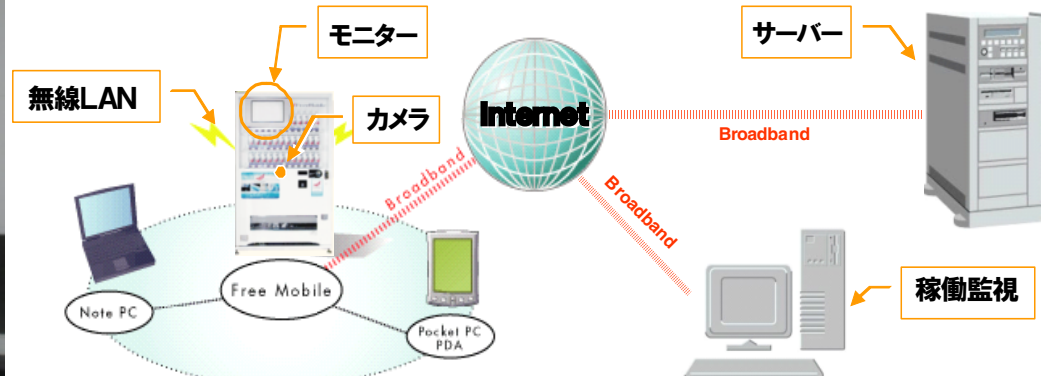 モニター
サーバー
無線LAN
カメラ
Internet
Broadband
Broadband
Broadband
Free Mobile
Note PC
Pocket PC
PDA
稼働監視